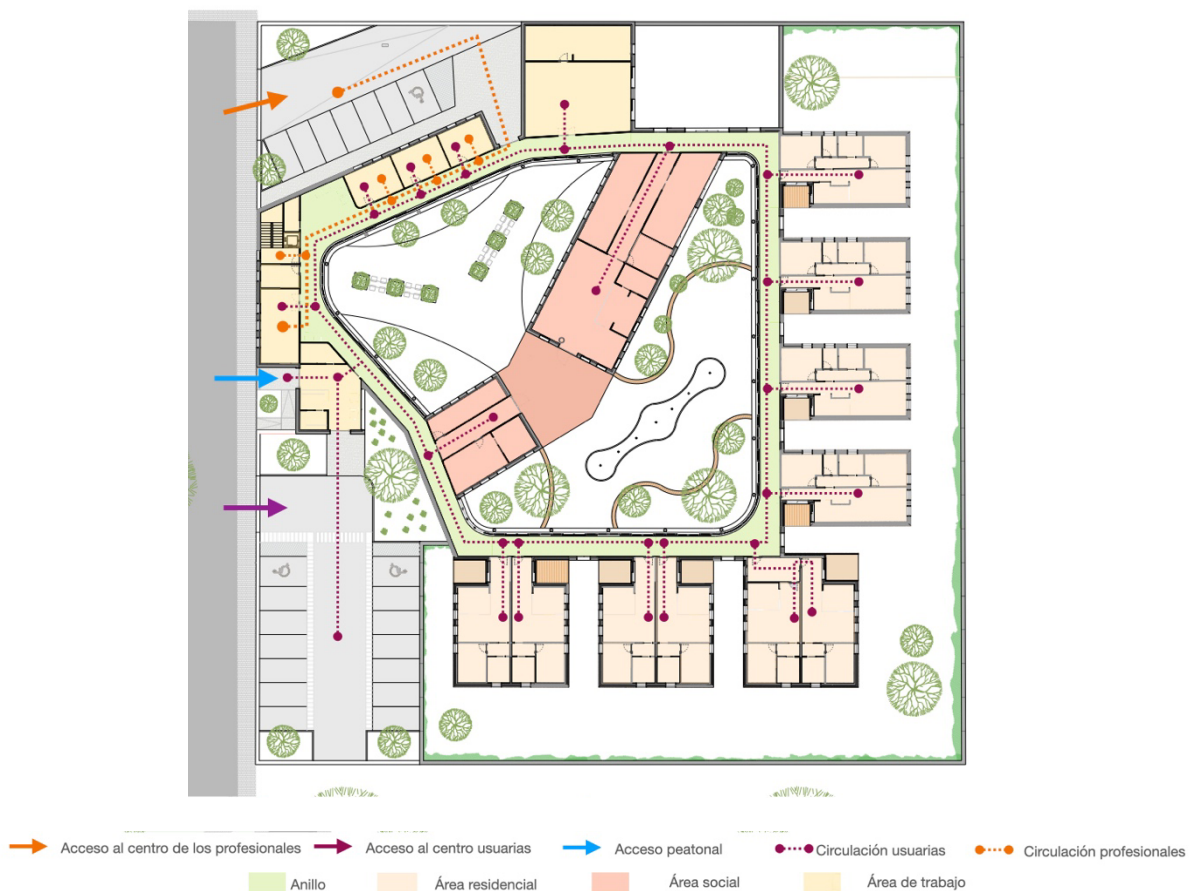 Acceso al centro de los profesionales Acceso al centro usuarias Acceso peatonal Circulación usuarias Circulación profesionales
Anillo Área residencial Área social Área de trabajo